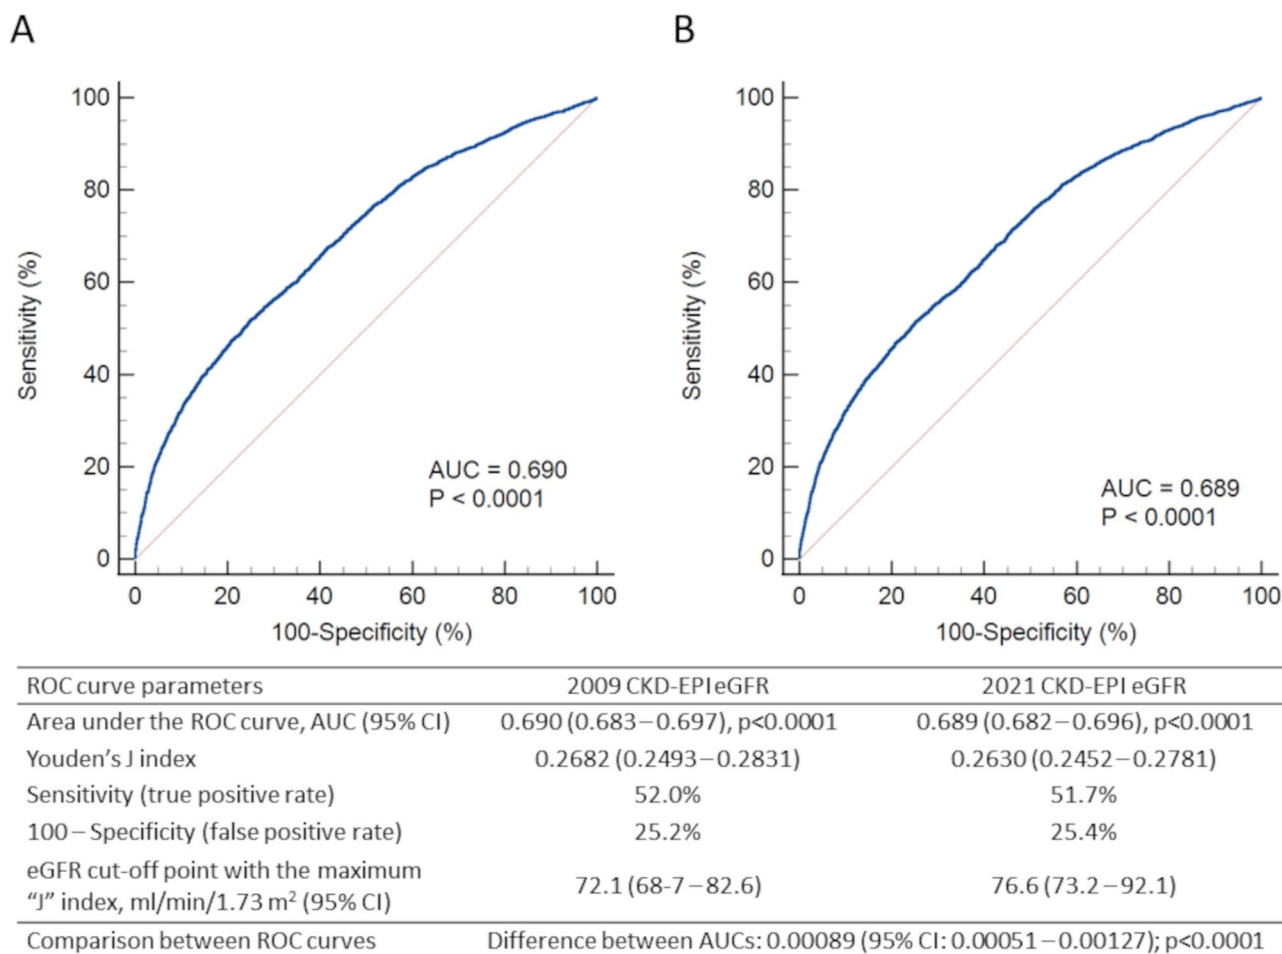 A
B
100
80
60
40
20
0
Sensitivity (%)
AUC = 0.690
P < 0.0001
0 20 40 60 80 100
100-Specificity (%)
100
80
60
40
20
0
Sensitivity (%)
AUC = 0.689
P < 0.0001
0 20 40 60 80 100
100-Specificity (%)
ROC curve parameters 2009 CKD-EPI eGFR 2021 CKD-EPI eGFR
Area under the ROC curve, AUC (95% CI) 0.690 (0.683–0.697), p<0.0001 0.689 (0.682–0.696), p<0.0001
Youden's J index 0.2682 (0.2493–0.2831) 0.2630 (0.2452–0.2781)
Sensitivity (true positive rate) 52.0% 51.7%
100 – Specificity (false positive rate) 25.2% 25.4%
eGFR cut-off point with the maximum
"J" index, ml/min/1.73 m² (95% CI) 72.1 (68-7–82.6) 76.6 (73.2–92.1)
Comparison between ROC curves Difference between AUCs: 0.00089 (95% CI: 0.00051–0.00127); p<0.0001